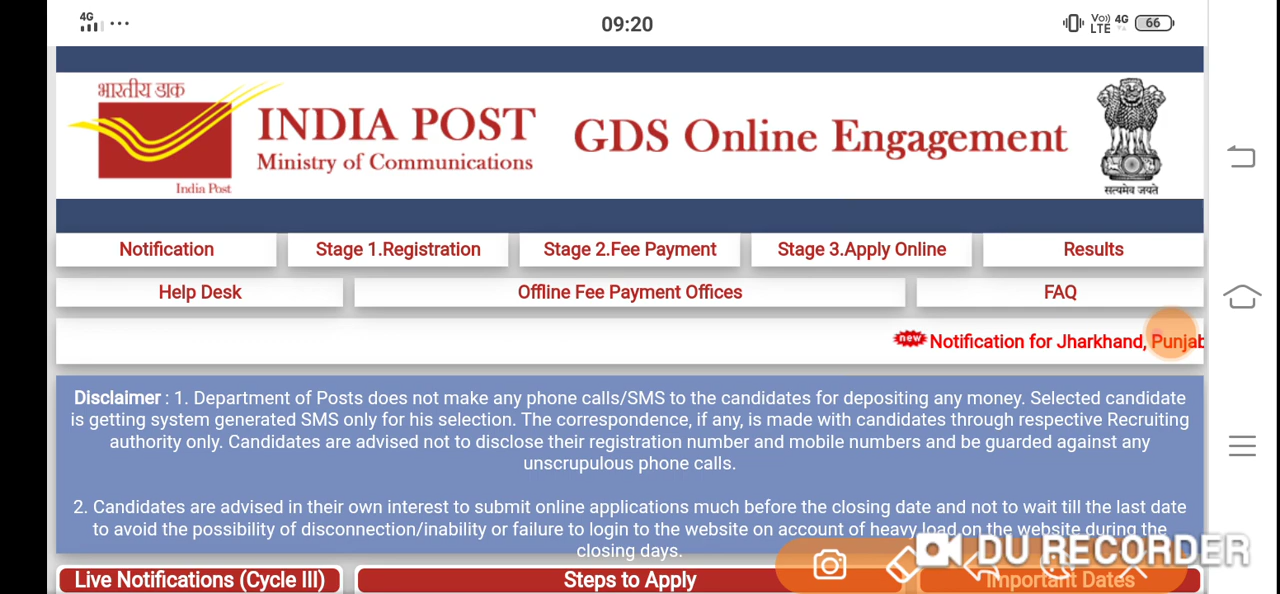 4G
09:20
Vo)) LTE 4G
66
भारतीय डाक
India Post
INDIA POST
Ministry of Communications
GDS Online Engagement
सत्यमेव जयते
Notification
Stage 1.Registration
Stage 2.Fee Payment
Stage 3.Apply Online
Results
Help Desk
Offline Fee Payment Offices
FAQ
new Notification for Jharkhand, Punjab
Disclaimer : 1. Department of Posts does not make any phone calls/SMS to the candidates for depositing any money. Selected candidate
is getting system generated SMS only for his selection. The correspondence, if any, is made with candidates through respective Recruiting
authority only. Candidates are advised not to disclose their registration number and mobile numbers and be guarded against any
unscrupulous phone calls.
2. Candidates are advised in their own interest to submit online applications much before the closing date and not to wait till the last date
to avoid the possibility of disconnection/inability or failure to login to the website on account of heavy load on the website during the
closing days.
DU RECORDER
Live Notifications (Cycle III)
Steps to Apply
Important Dates